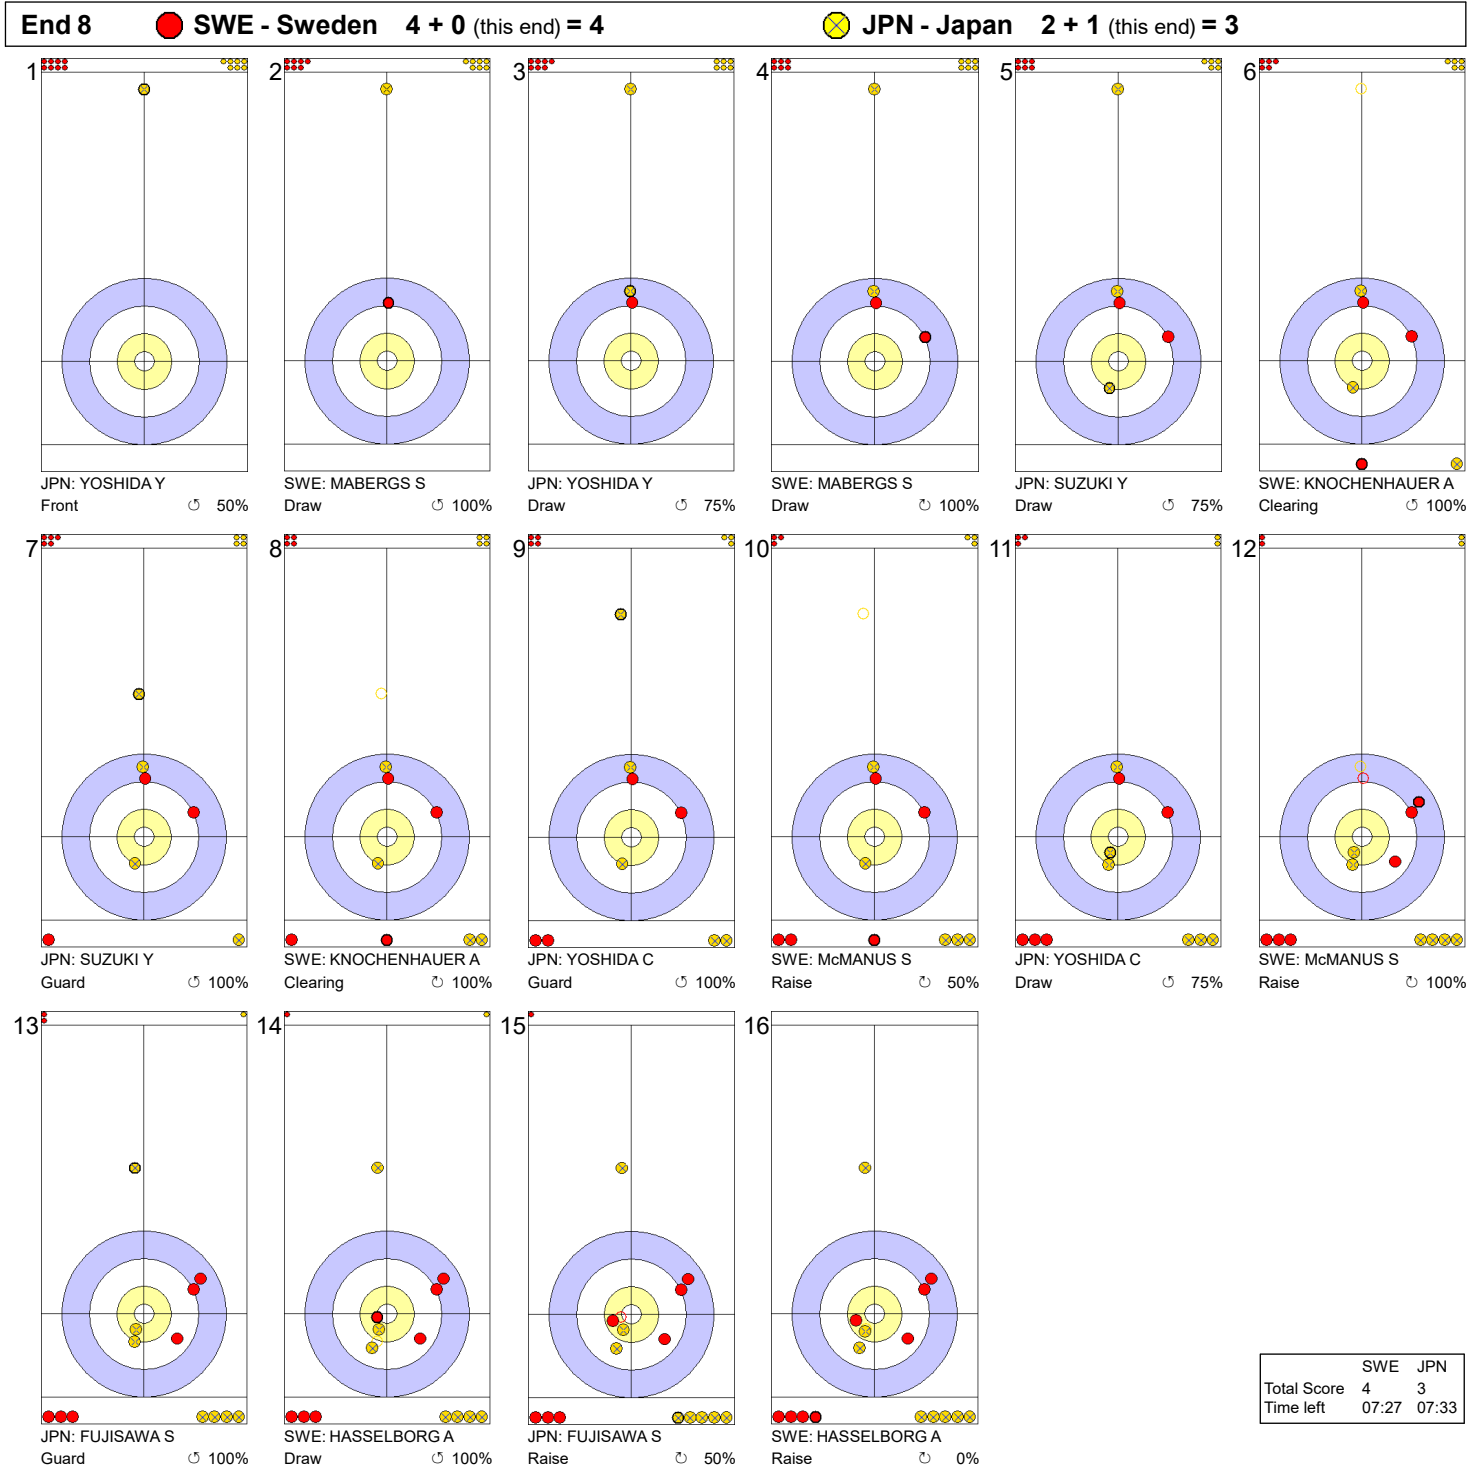 End 8 SWE - Sweden 4 + 0 (this end) = 4 JPN - Japan 2 + 1 (this end) = 3
1 2 3 4 5 6
JPN: YOSHIDA Y SWE: MABERGS S JPN: YOSHIDA Y SWE: MABERGS S JPN: SUZUKI Y SWE: KNOCHENHAUER A
Front ↺ 50% Draw ↺ 100% Draw ↺ 75% Draw ↺ 100% Draw ↺ 75% Clearing ↻ 100%
7 8 9 10 11 12
JPN: SUZUKI Y SWE: KNOCHENHAUER A JPN: YOSHIDA C SWE: McMANUS S JPN: YOSHIDA C SWE: McMANUS S
Guard ↺ 100% Clearing ↻ 100% Guard ↺ 100% Raise ↻ 50% Draw ↺ 75% Raise ↺ 100%
13 14 15 16
JPN: FUJISAWA S SWE: HASSELBORG A JPN: FUJISAWA S SWE: HASSELBORG A
Guard ↺ 100% Draw ↻ 100% Raise ↻ 50% Raise ↻ 0%
SWE JPN
Total Score 4 3
Time left 07:27 07:33